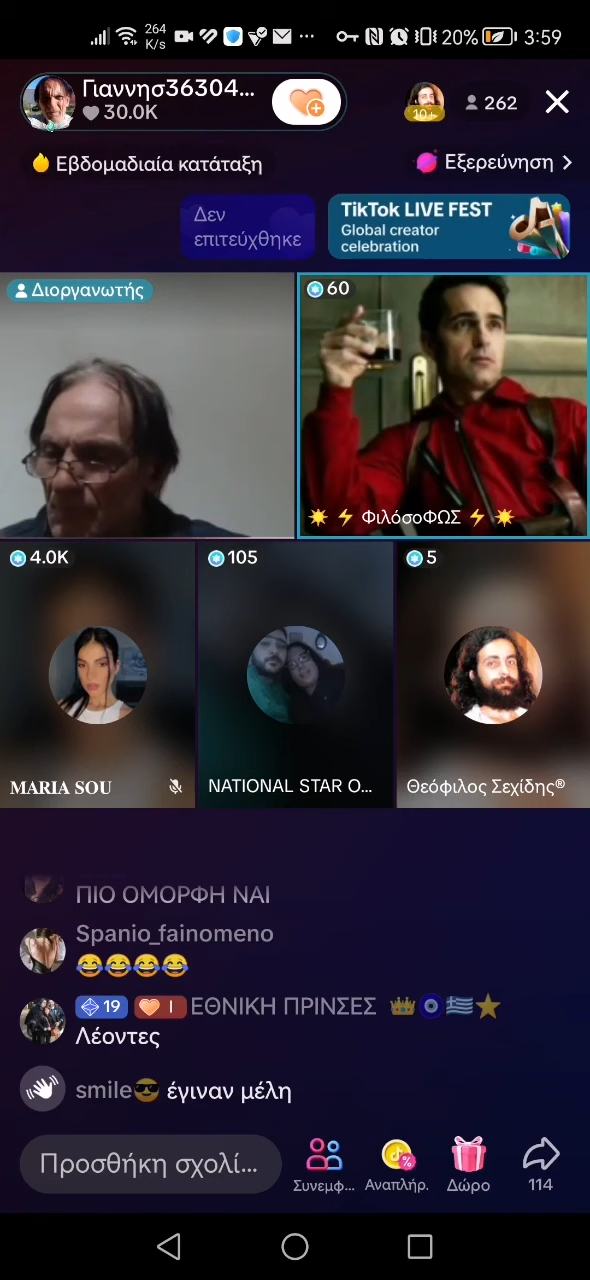 264
K/s
20%
3:59
Γιαννησ36304...
30.0K
10+
262
Εβδομαδιαία κατάταξη
Εξερεύνηση
Δεν
επιτεύχθηκε
TikTok LIVE FEST
Global creator
celebration
Διοργανωτής
60
ΦιλόσοΦΩΣ
4.0K
105
5
MARIA SOU
NATIONAL STAR O...
Θεόφιλος Σεχίδης®
ΠΙΟ ΟΜΟΡΦΗ ΝΑΙ
Spanio_fainomeno
😂😂😂😂
19 I ΕΘΝΙΚΗ ΠΡΙΝΣΕΣ 👑🧿🇬🇷⭐
Λέοντες
smile😎 έγιναν μέλη
Προσθήκη σχολί...
Συνεμφ...
Αναπλήρ.
Δώρο
114